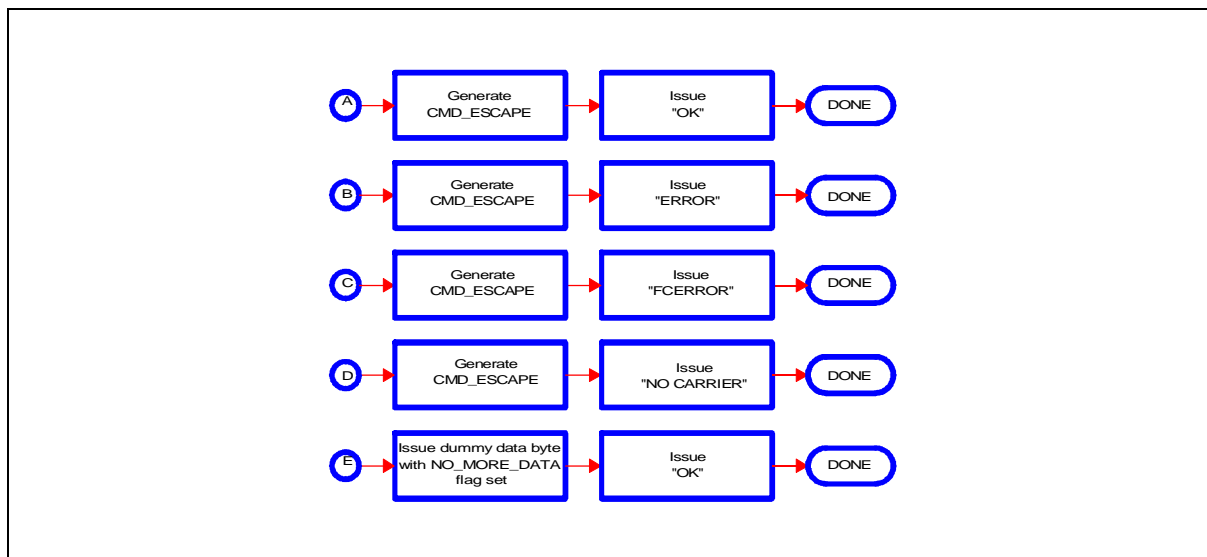 A
Generate
CMD_ESCAPE
Issue
"OK"
DONE
B
Generate
CMD_ESCAPE
Issue
"ERROR"
DONE
C
Generate
CMD_ESCAPE
Issue
"FCERROR"
DONE
D
Generate
CMD_ESCAPE
Issue
"NO CARRIER"
DONE
E
Issue dummy data byte
with NO_MORE_DATA
flag set
Issue
"OK"
DONE